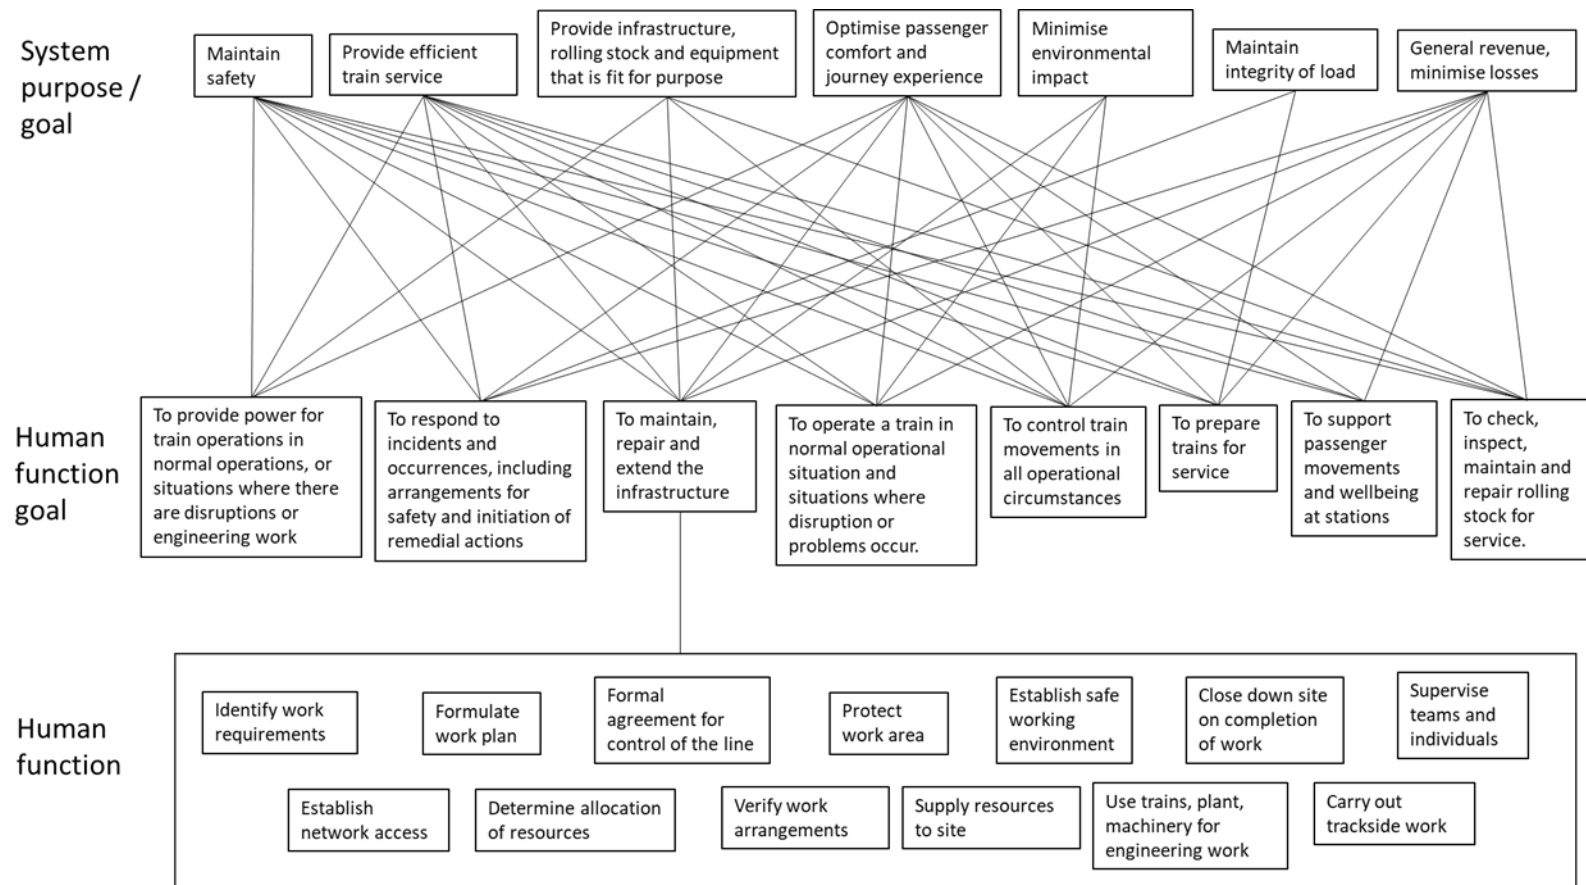 System
purpose /
goal
Maintain
safety
Provide efficient
train service
Provide infrastructure,
rolling stock and equipment
that is fit for purpose
Optimise passenger
comfort and
journey experience
Minimise
environmental
impact
Maintain
integrity of load
General revenue,
minimise losses
Human
function
goal
To provide power for
train operations in
normal operations, or
situations where there
are disruptions or
engineering work
To respond to
incidents and
occurrences, including
arrangements for
safety and initiation of
remedial actions
To maintain,
repair and
extend the
infrastructure
To operate a train in
normal operational
situation and
situations where
disruption or
problems occur.
To control train
movements in
all operational
circumstances
To prepare
trains for
service
To support
passenger
movements
and wellbeing
at stations
To check,
inspect,
maintain and
repair rolling
stock for
service.
Human
function
Identify work
requirements
Formulate
work plan
Formal
agreement for
control of the line
Protect
work area
Establish safe
working
environment
Close down site
on completion
of work
Supervise
teams and
individuals
Establish
network access
Determine allocation
of resources
Verify work
arrangements
Supply resources
to site
Use trains, plant,
machinery for
engineering work
Carry out
trackside work